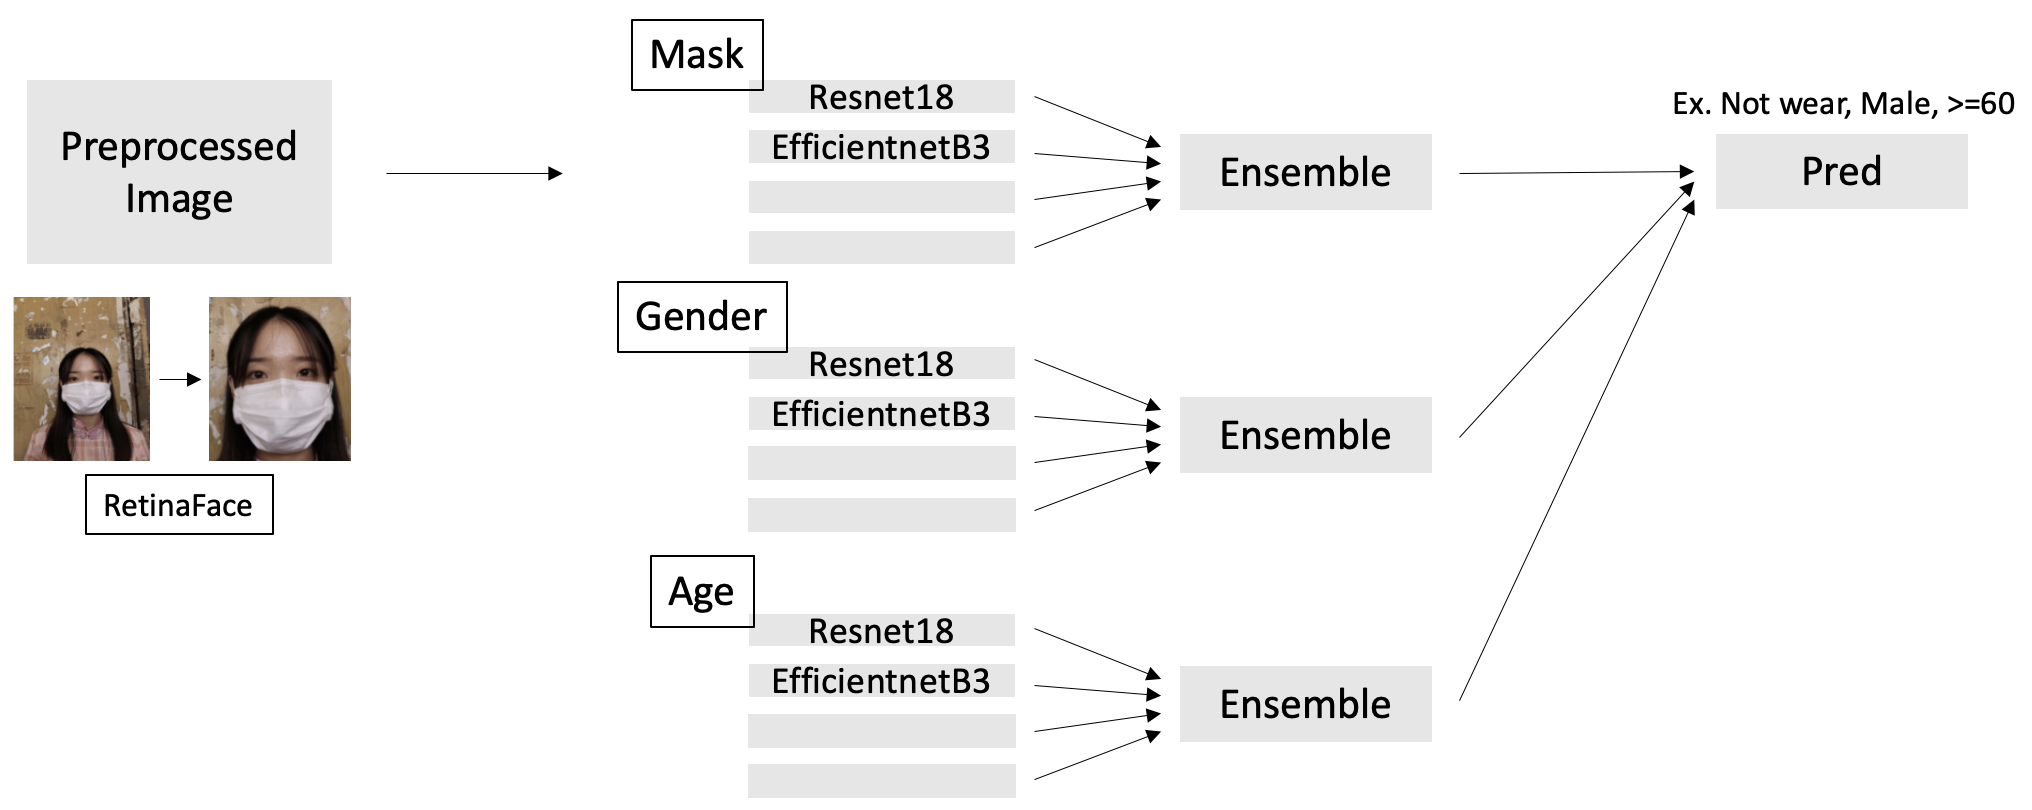 Preprocessed
Image
RetinaFace
Mask
Resnet18
EfficientnetB3
Ensemble
Gender
Resnet18
EfficientnetB3
Ensemble
Age
Resnet18
EfficientnetB3
Ensemble
Ex. Not wear, Male, >=60
Pred